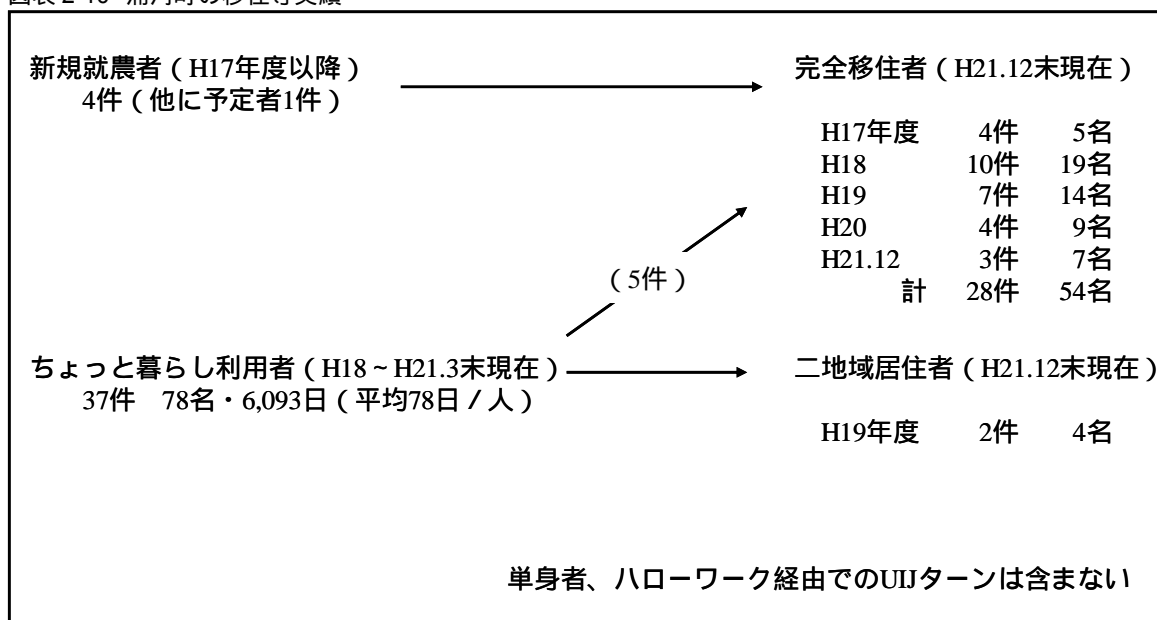 新規就農者（H17年度以降）
4件（他に予定者1件）
完全移住者（H21.12末現在）
H17年度 4件 5名
H18 10件 19名
H19 7件 14名
H20 4件 9名
H21.12 3件 7名
計 28件 54名
（5件）
ちょっと暮らし利用者（H18～H21.3末現在）
37件 78名・6,093日（平均78日／人）
二地域居住者（H21.12末現在）
H19年度 2件 4名
単身者、ハローワーク経由でのUIJターンは含まない